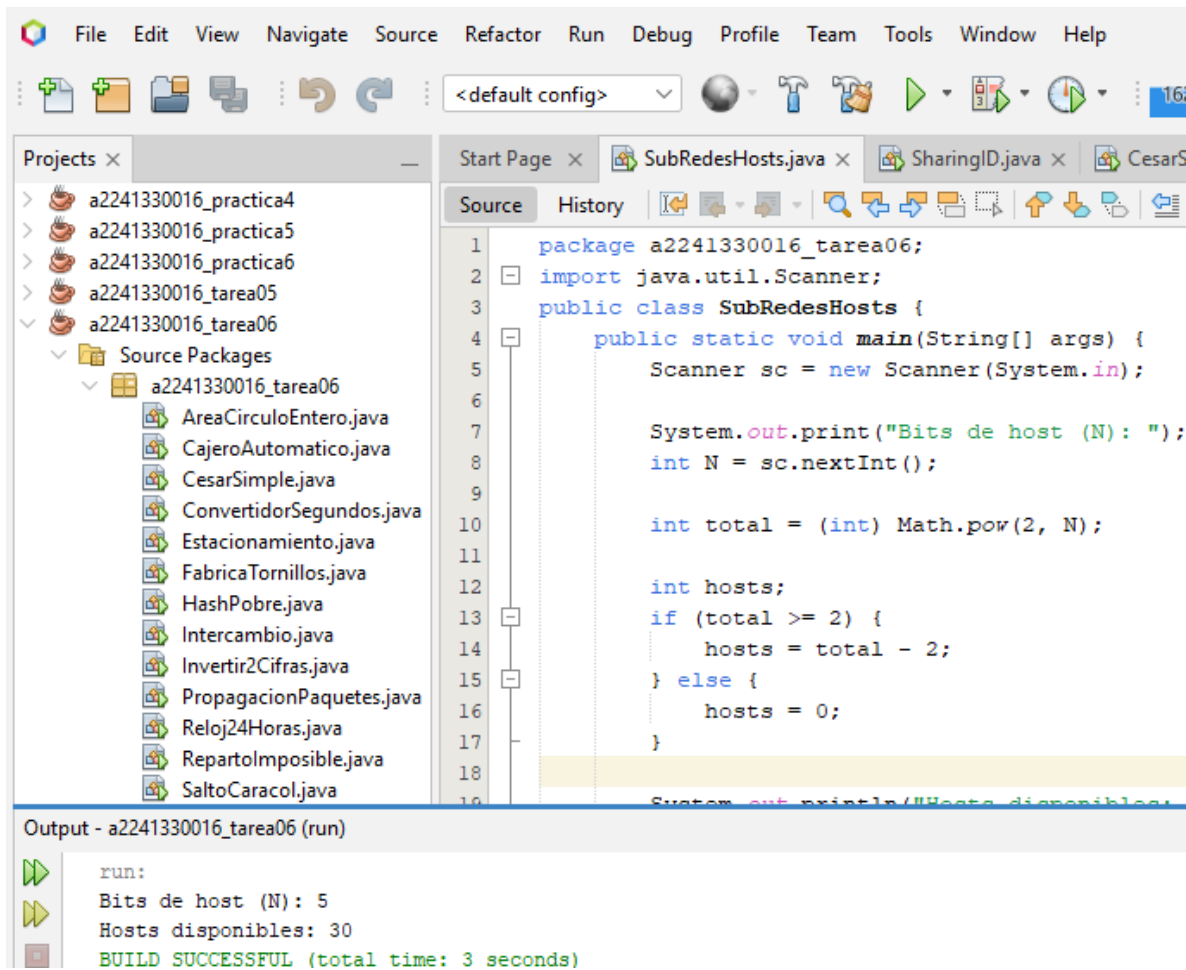 File Edit View Navigate Source Refactor Run Debug Profile Team Tools Window Help
<default config>
Projects
Start Page SubRedesHosts.java SharingID.java
Source History
a2241330016_practica4
a2241330016_practica5
a2241330016_practica6
a2241330016_tarea05
a2241330016_tarea06
Source Packages
a2241330016_tarea06
AreaCirculoEntero.java
CajeroAutomatico.java
CesarSimple.java
ConvertidorSegundos.java
Estacionamiento.java
FabricaTornillos.java
HashPobre.java
Intercambio.java
Invertir2Cifras.java
PropagacionPaquetes.java
Reloj24Horas.java
RepartoImposible.java
SaltoCaracol.java
1 package a2241330016_tarea06;
2 import java.util.Scanner;
3 public class SubRedesHosts {
4 public static void main(String[] args) {
5 Scanner sc = new Scanner(System.in);
6
7 System.out.print("Bits de host (N): ");
8 int N = sc.nextInt();
9
10 int total = (int) Math.pow(2, N);
11
12 int hosts;
13 if (total >= 2) {
14 hosts = total - 2;
15 } else {
16 hosts = 0;
17 }
18
19 System.out.println("Hosts disponibles:
Output - a2241330016_tarea06 (run)
run:
Bits de host (N): 5
Hosts disponibles: 30
BUILD SUCCESSFUL (total time: 3 seconds)